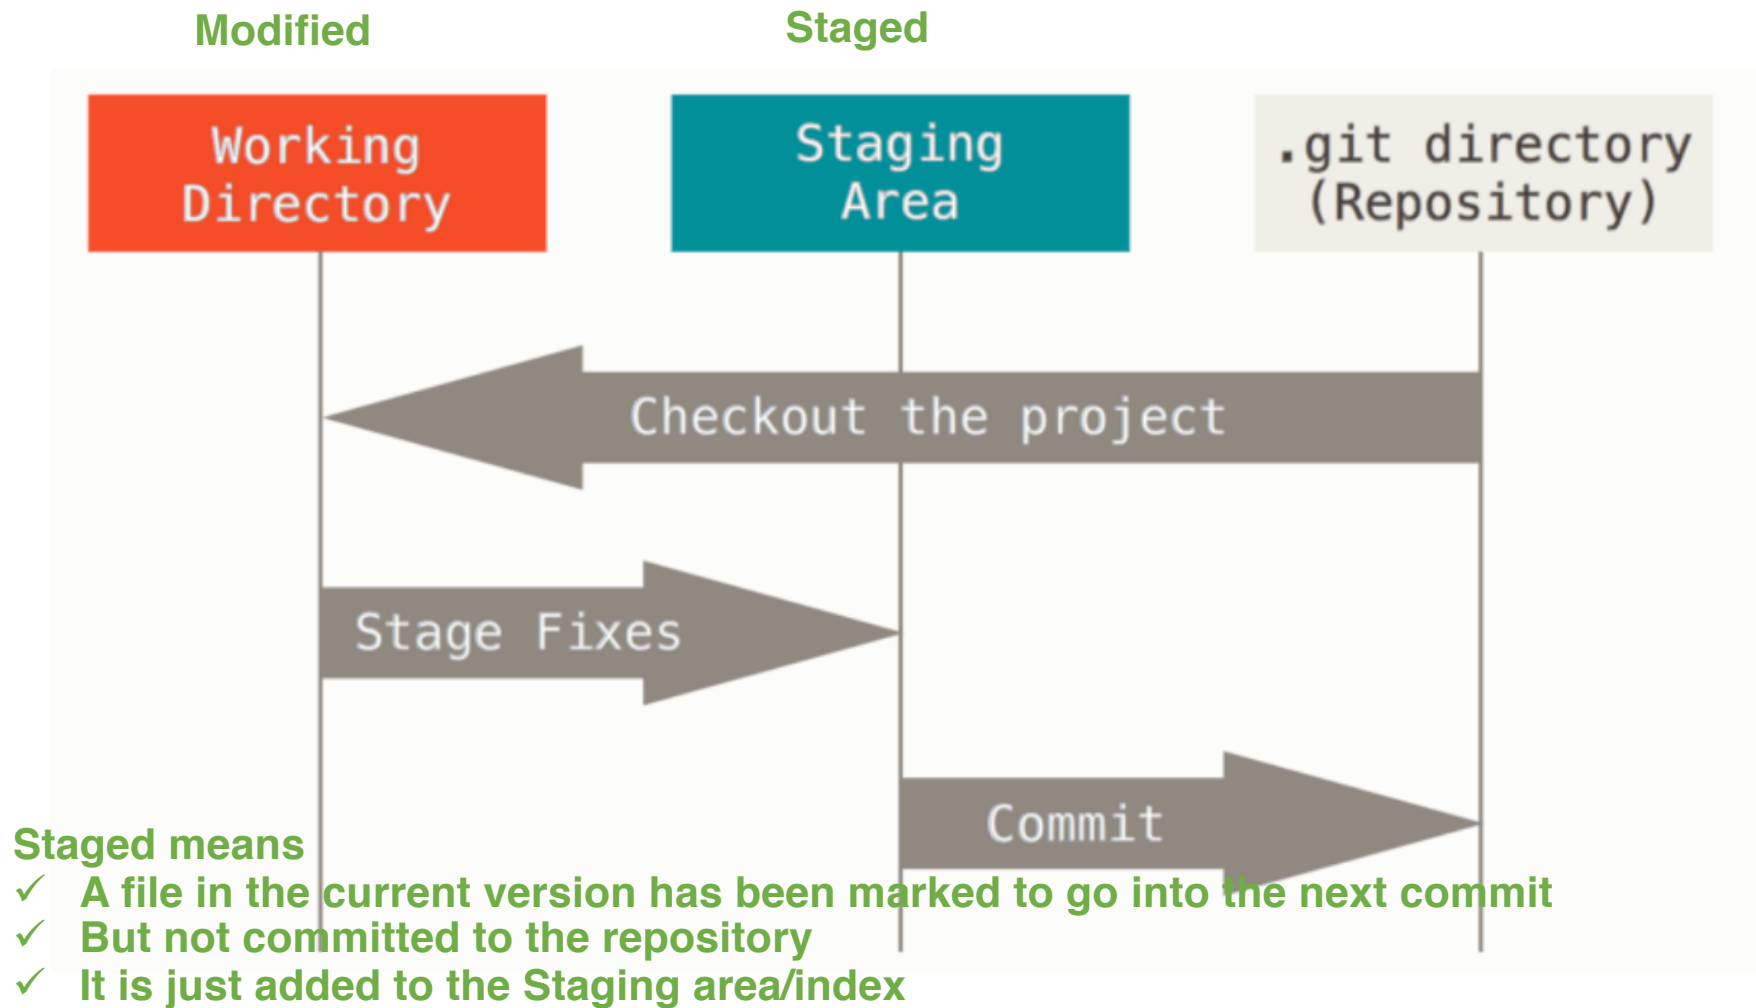 Modified
Staged
Working
Directory
Staging
Area
.git directory
(Repository)
Checkout the project
Stage Fixes
Commit
Staged means
✓ A file in the current version has been marked to go into the next commit
✓ But not committed to the repository
✓ It is just added to the Staging area/index